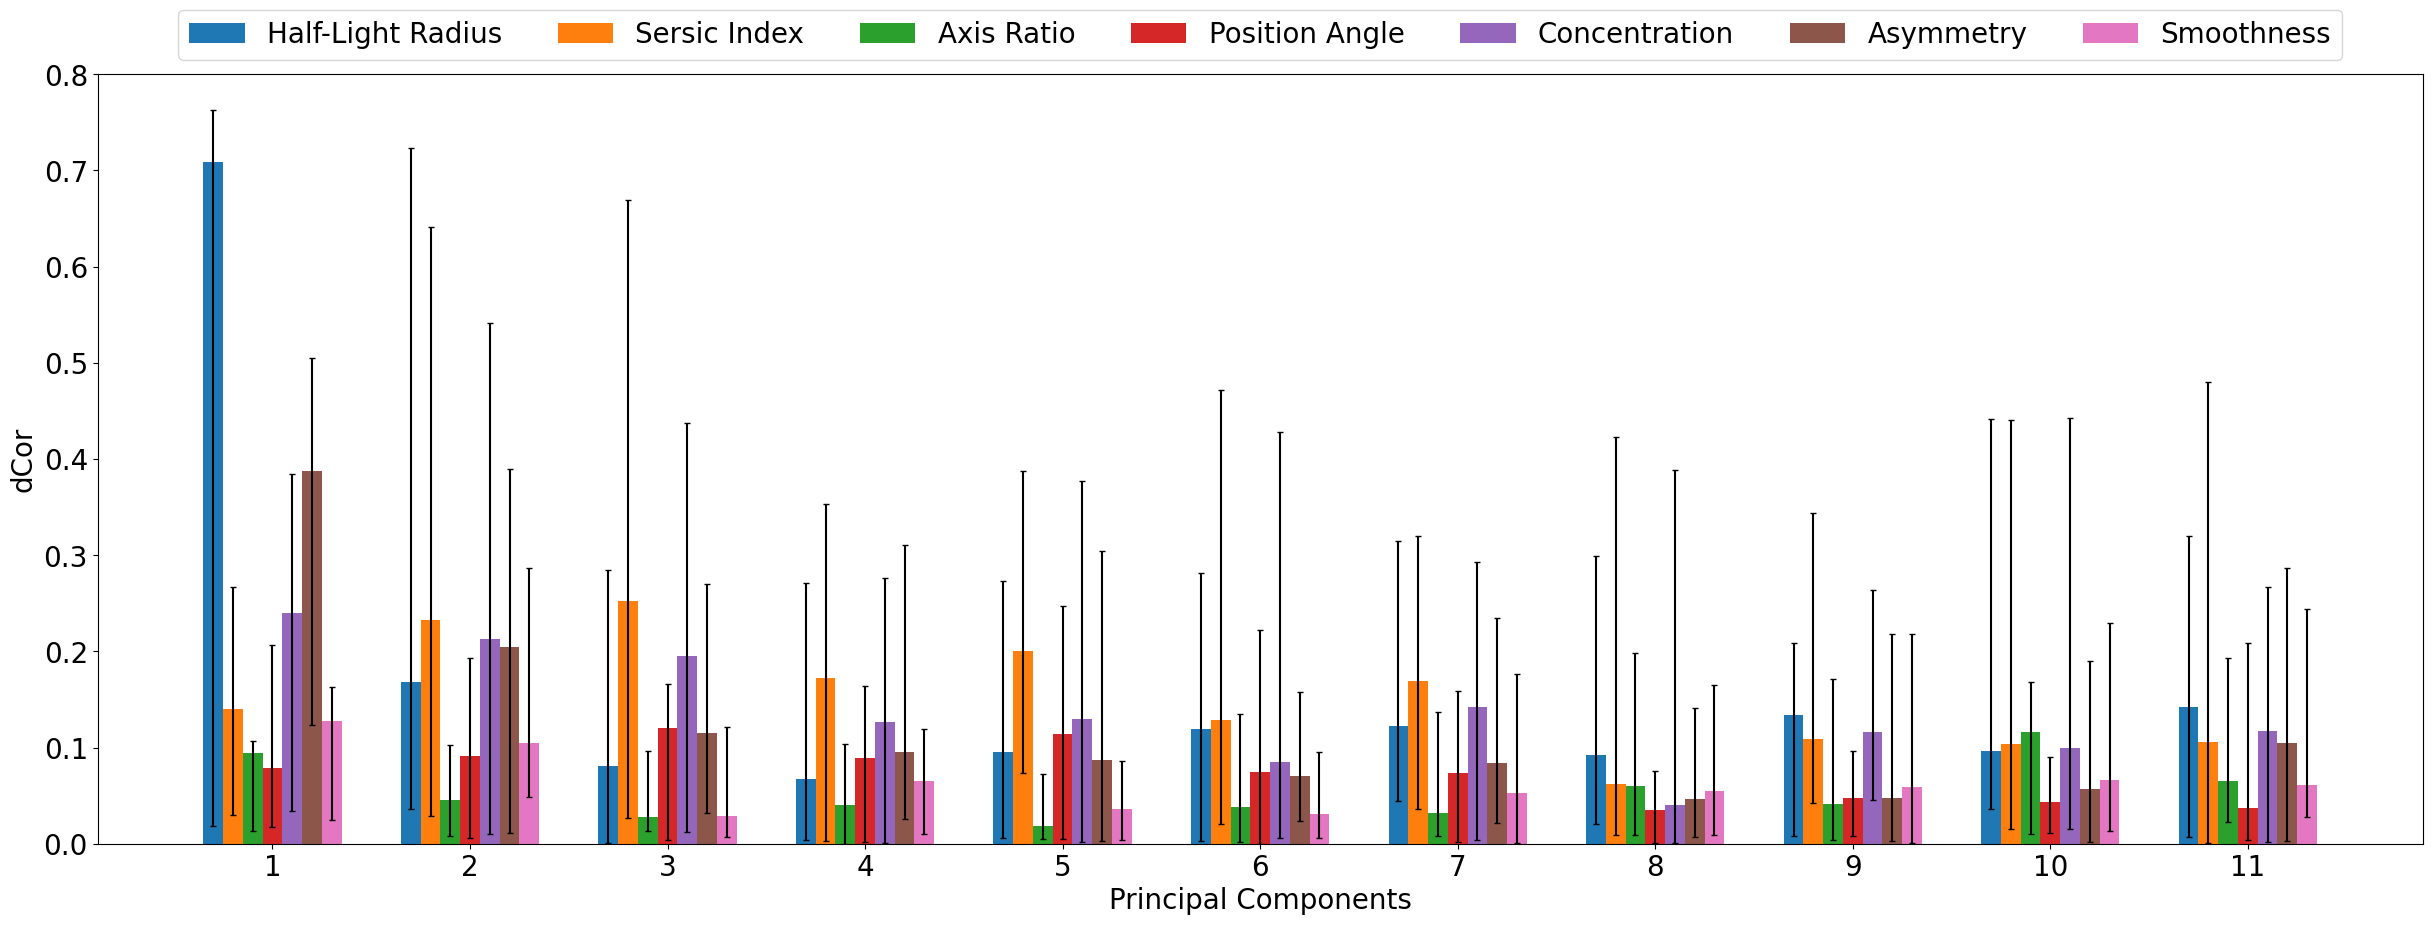 Half-Light Radius Sersic Index Axis Ratio Position Angle Concentration Asymmetry Smoothness
0.8
0.7
0.6
0.5
0.4
0.3
0.2
0.1
0.0
dCor
1 2 3 4 5 6 7 8 9 10 11
Principal Components